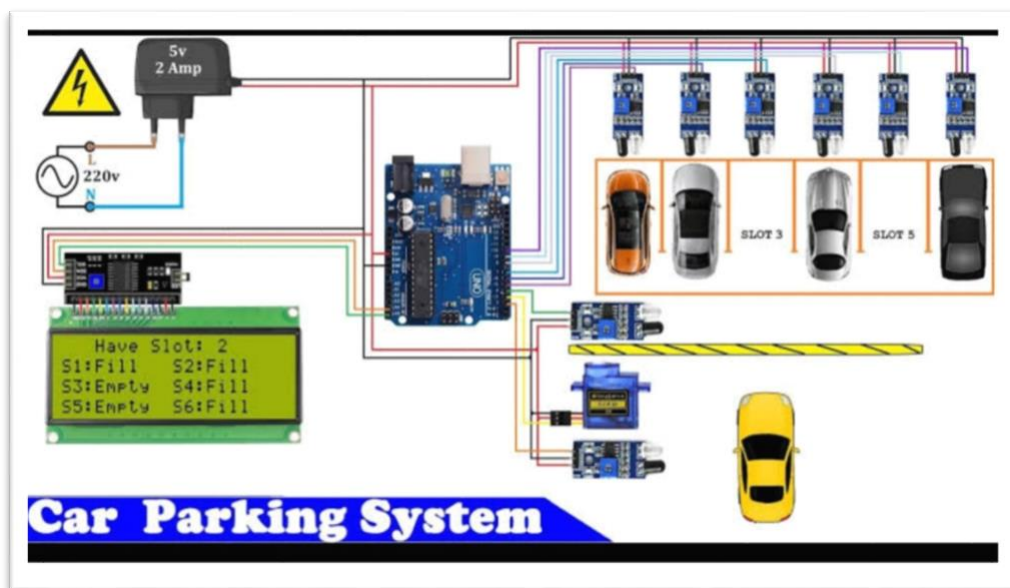 5v
2 Amp
L
220v
N
SLOT 3
SLOT 5
UNO
Have Slot: 2
S1:Fill S2:Fill
S3:Empty S4:Fill
S5:Empty S6:Fill
Car Parking System